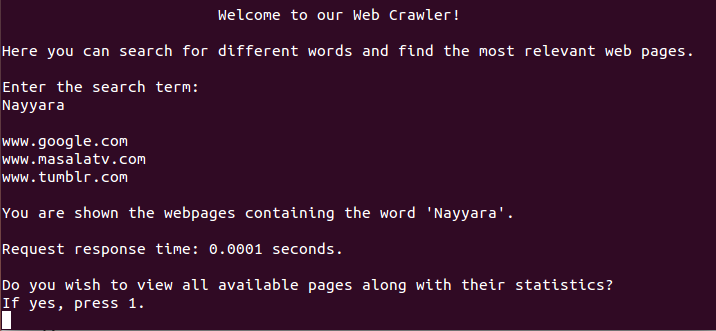 Welcome to our Web Crawler!
Here you can search for different words and find the most relevant web pages.
Enter the search term:
Nayyara
www.google.com
www.masalatv.com
www.tumblr.com
You are shown the webpages containing the word 'Nayyara'.
Request response time: 0.0001 seconds.
Do you wish to view all available pages along with their statistics?
If yes, press 1.